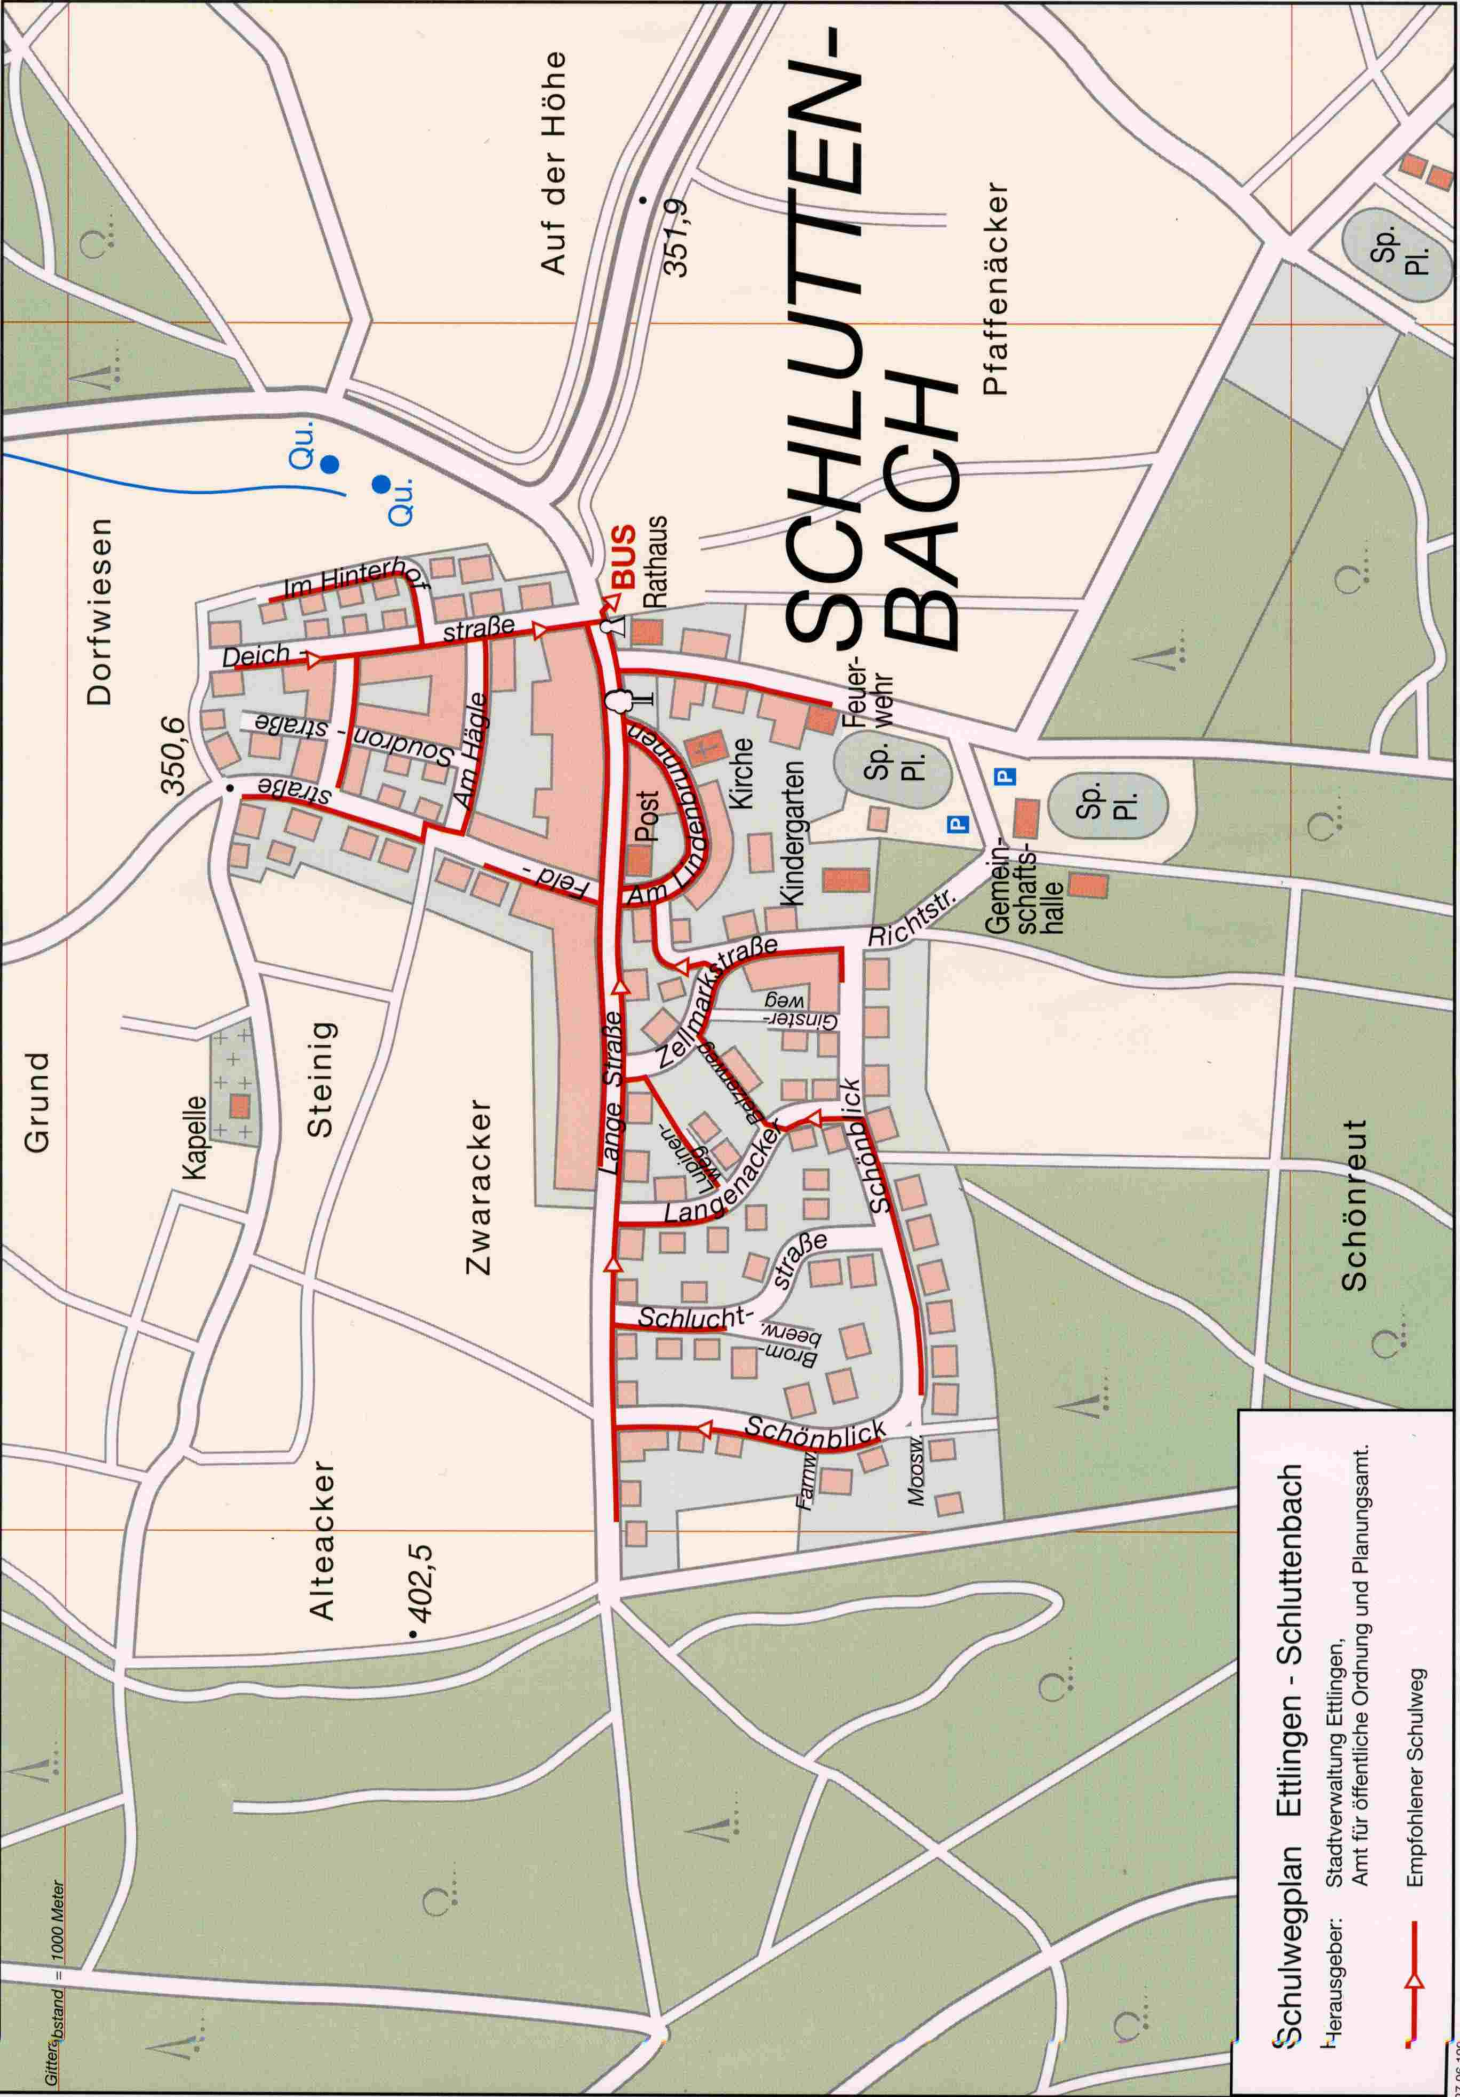 Gitterabstand = 1000 Meter
Grund
Dorfwiesen
Kapelle
350,6
Steinig
Alteacker
402,5
Zwaracker
Qu.
Qu.
Auf der Höhe
351,9
Im Hinterhof
Deich-
straße
Soudron-
straße
Am Hägle
Feld-
straße
BUS
Rathaus
SCHLUTTEN-
BACH
Pfaffenäcker
Lange Straße
Post
Am Lindenbrunnen
Kirche
Kindergarten
Feuer-
wehr
Sp.
Pl.
Sp.
Pl.
Sp.
Pl.
P
P
Gemein-
schafts-
halle
Richtstr.
Zellmarkstraße
Ginster-
weg
Belzerweg
Lupinen-
weg
Langenacker
Schönblick
Schlucht-
straße
Brom-
beerw.
Schönblick
Farnw.
Moosw.
Schönreut
Schulwegplan Ettlingen - Schluttenbach
Herausgeber: Stadtverwaltung Ettlingen,
Amt für öffentliche Ordnung und Planungsamt.
Empfohlener Schulweg